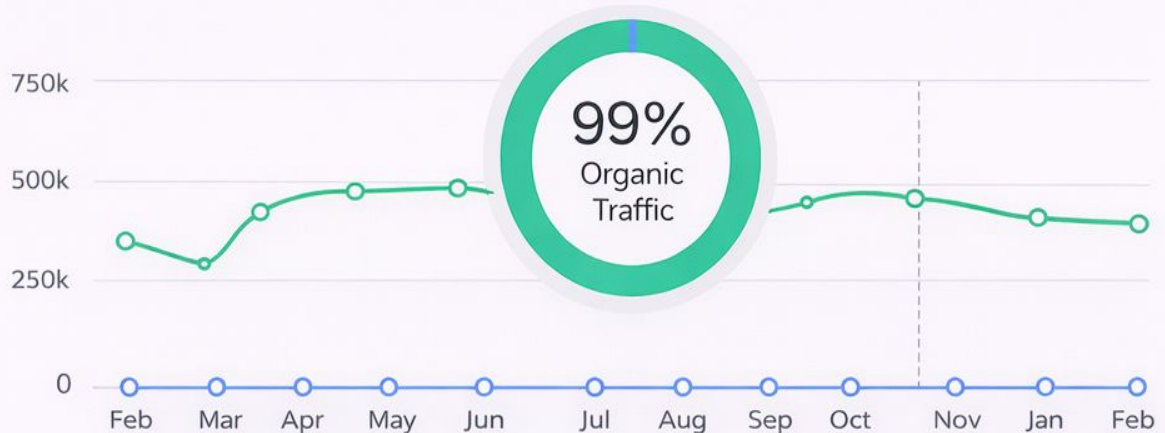 750k
500k
250k
0
99%
Organic
Traffic
Feb Mar Apr May Jun Jul Aug Sep Oct Nov Jan Feb